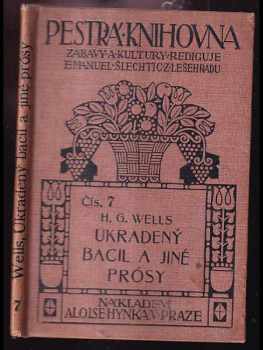 PESTRÁ·KNIHOVNA
ZÁBAVY·A·KULTURY·REDIGUJE
EMANUEL·ŠLECHTIC·Z·LEŠEHRADU
Čís. 7
H. G. WELLS
UKRADENÝ
BACIL A JINÉ
PRÓSY
NÁKLADEM
ALOISE HYNKA V PRAZE
Wells, Ukradený bacil a jiné prósy
7